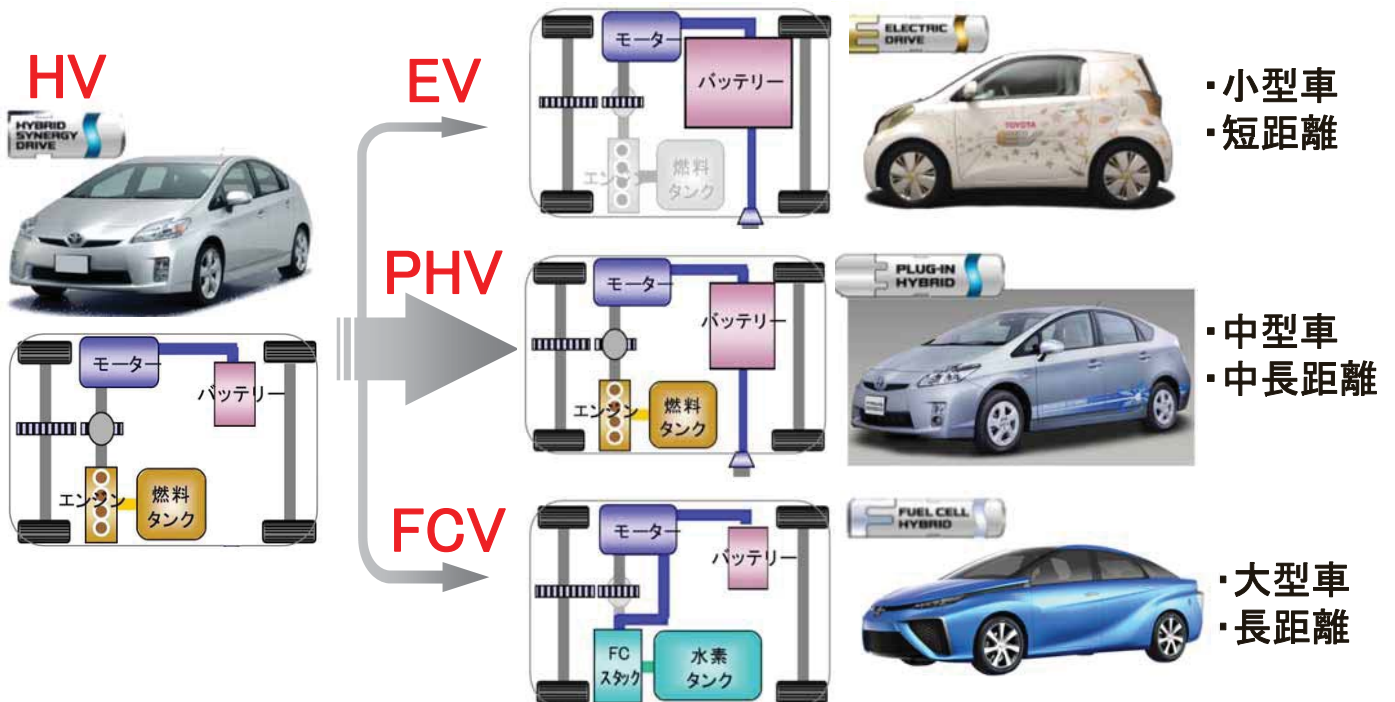 HV
HYBRID
SYNERGY
DRIVE
モーター
バッテリー
エンジン
燃料
タンク
EV
モーター
バッテリー
エンジン
燃料
タンク
ELECTRIC
DRIVE
TOYOTA
・小型車
・短距離
PHV
モーター
バッテリー
エンジン
燃料
タンク
PLUG-IN
HYBRID
・中型車
・中長距離
FCV
モーター
バッテリー
FC
スタック
水素
タンク
FUEL CELL
HYBRID
・大型車
・長距離